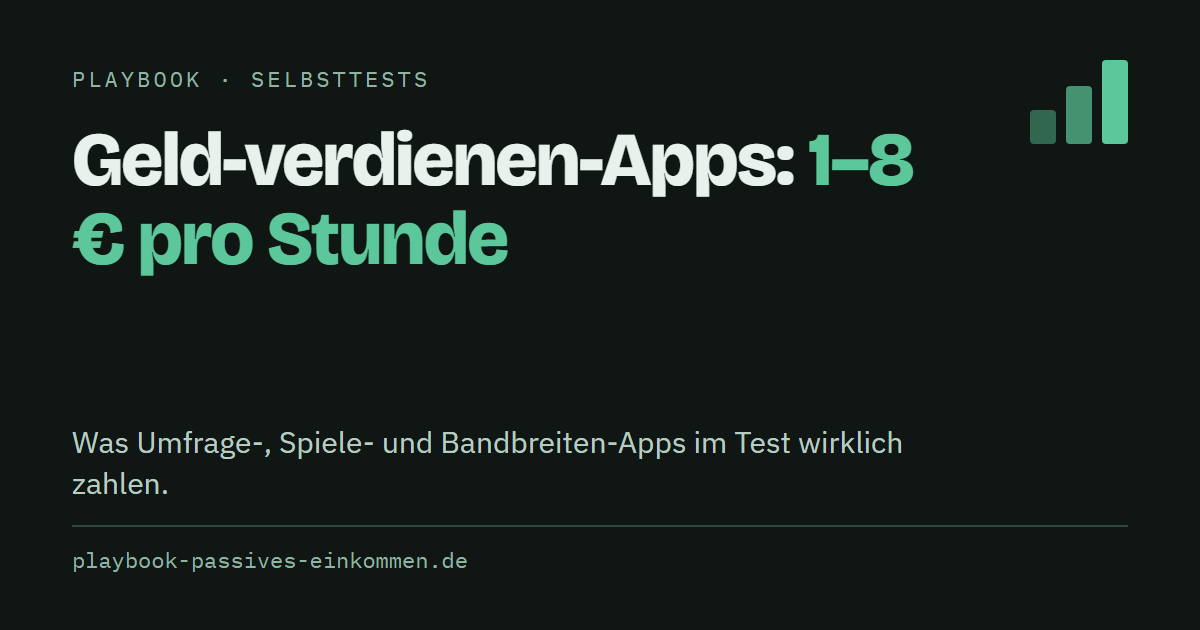 PLAYBOOK · SELBSTTESTS
Geld-verdienen-Apps: 1–8
€ pro Stunde
Was Umfrage-, Spiele- und Bandbreiten-Apps im Test wirklich
zahlen.
playbook-passives-einkommen.de